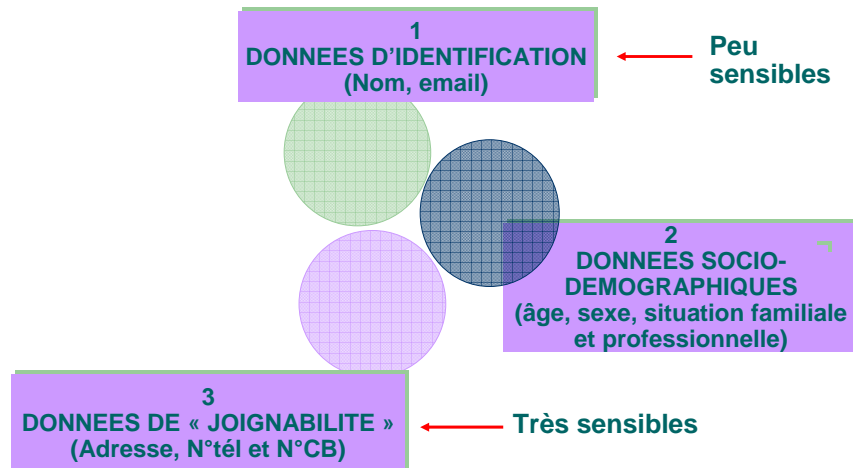 1
DONNEES D'IDENTIFICATION
(Nom, email)
Peu
sensibles
2
DONNEES SOCIO-
DEMOGRAPHIQUES
(âge, sexe, situation familiale
et professionnelle)
3
DONNEES DE « JOIGNABILITE »
(Adresse, N°tél et N°CB)
Très sensibles